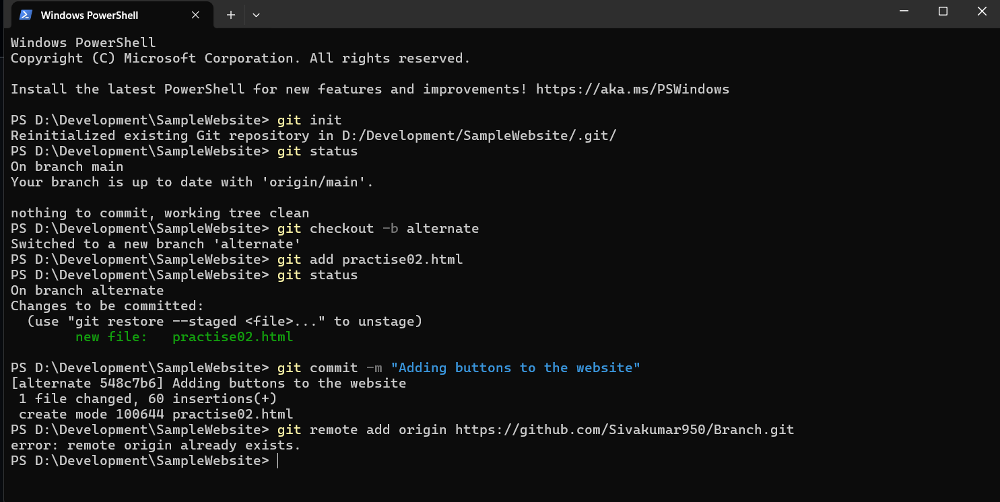 Windows PowerShell
Windows PowerShell
Copyright (C) Microsoft Corporation. All rights reserved.
Install the latest PowerShell for new features and improvements! https://aka.ms/PSWindows
PS D:\Development\SampleWebsite> git init
Reinitialized existing Git repository in D:/Development/SampleWebsite/.git/
PS D:\Development\SampleWebsite> git status
On branch main
Your branch is up to date with 'origin/main'.
nothing to commit, working tree clean
PS D:\Development\SampleWebsite> git checkout -b alternate
Switched to a new branch 'alternate'
PS D:\Development\SampleWebsite> git add practise02.html
PS D:\Development\SampleWebsite> git status
On branch alternate
Changes to be committed:
  (use "git restore --staged <file>..." to unstage)
        new file:   practise02.html
PS D:\Development\SampleWebsite> git commit -m "Adding buttons to the website"
[alternate 548c7b6] Adding buttons to the website
 1 file changed, 60 insertions(+)
 create mode 100644 practise02.html
PS D:\Development\SampleWebsite> git remote add origin https://github.com/Sivakumar950/Branch.git
error: remote origin already exists.
PS D:\Development\SampleWebsite>